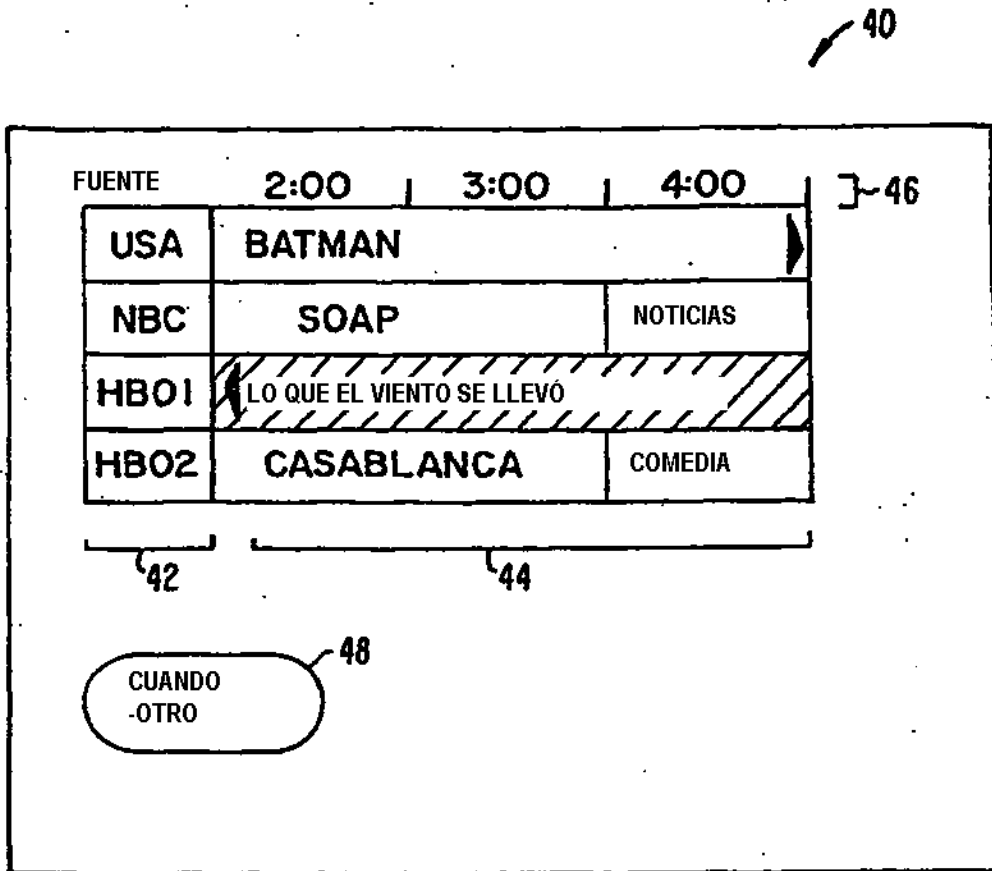 40
FUENTE 2:00 3:00 4:00 46
USA BATMAN
NBC SOAP NOTICIAS
HBO1 LO QUE EL VIENTO SE LLEVÓ
HBO2 CASABLANCA COMEDIA
42 44
48
CUANDO
-OTRO